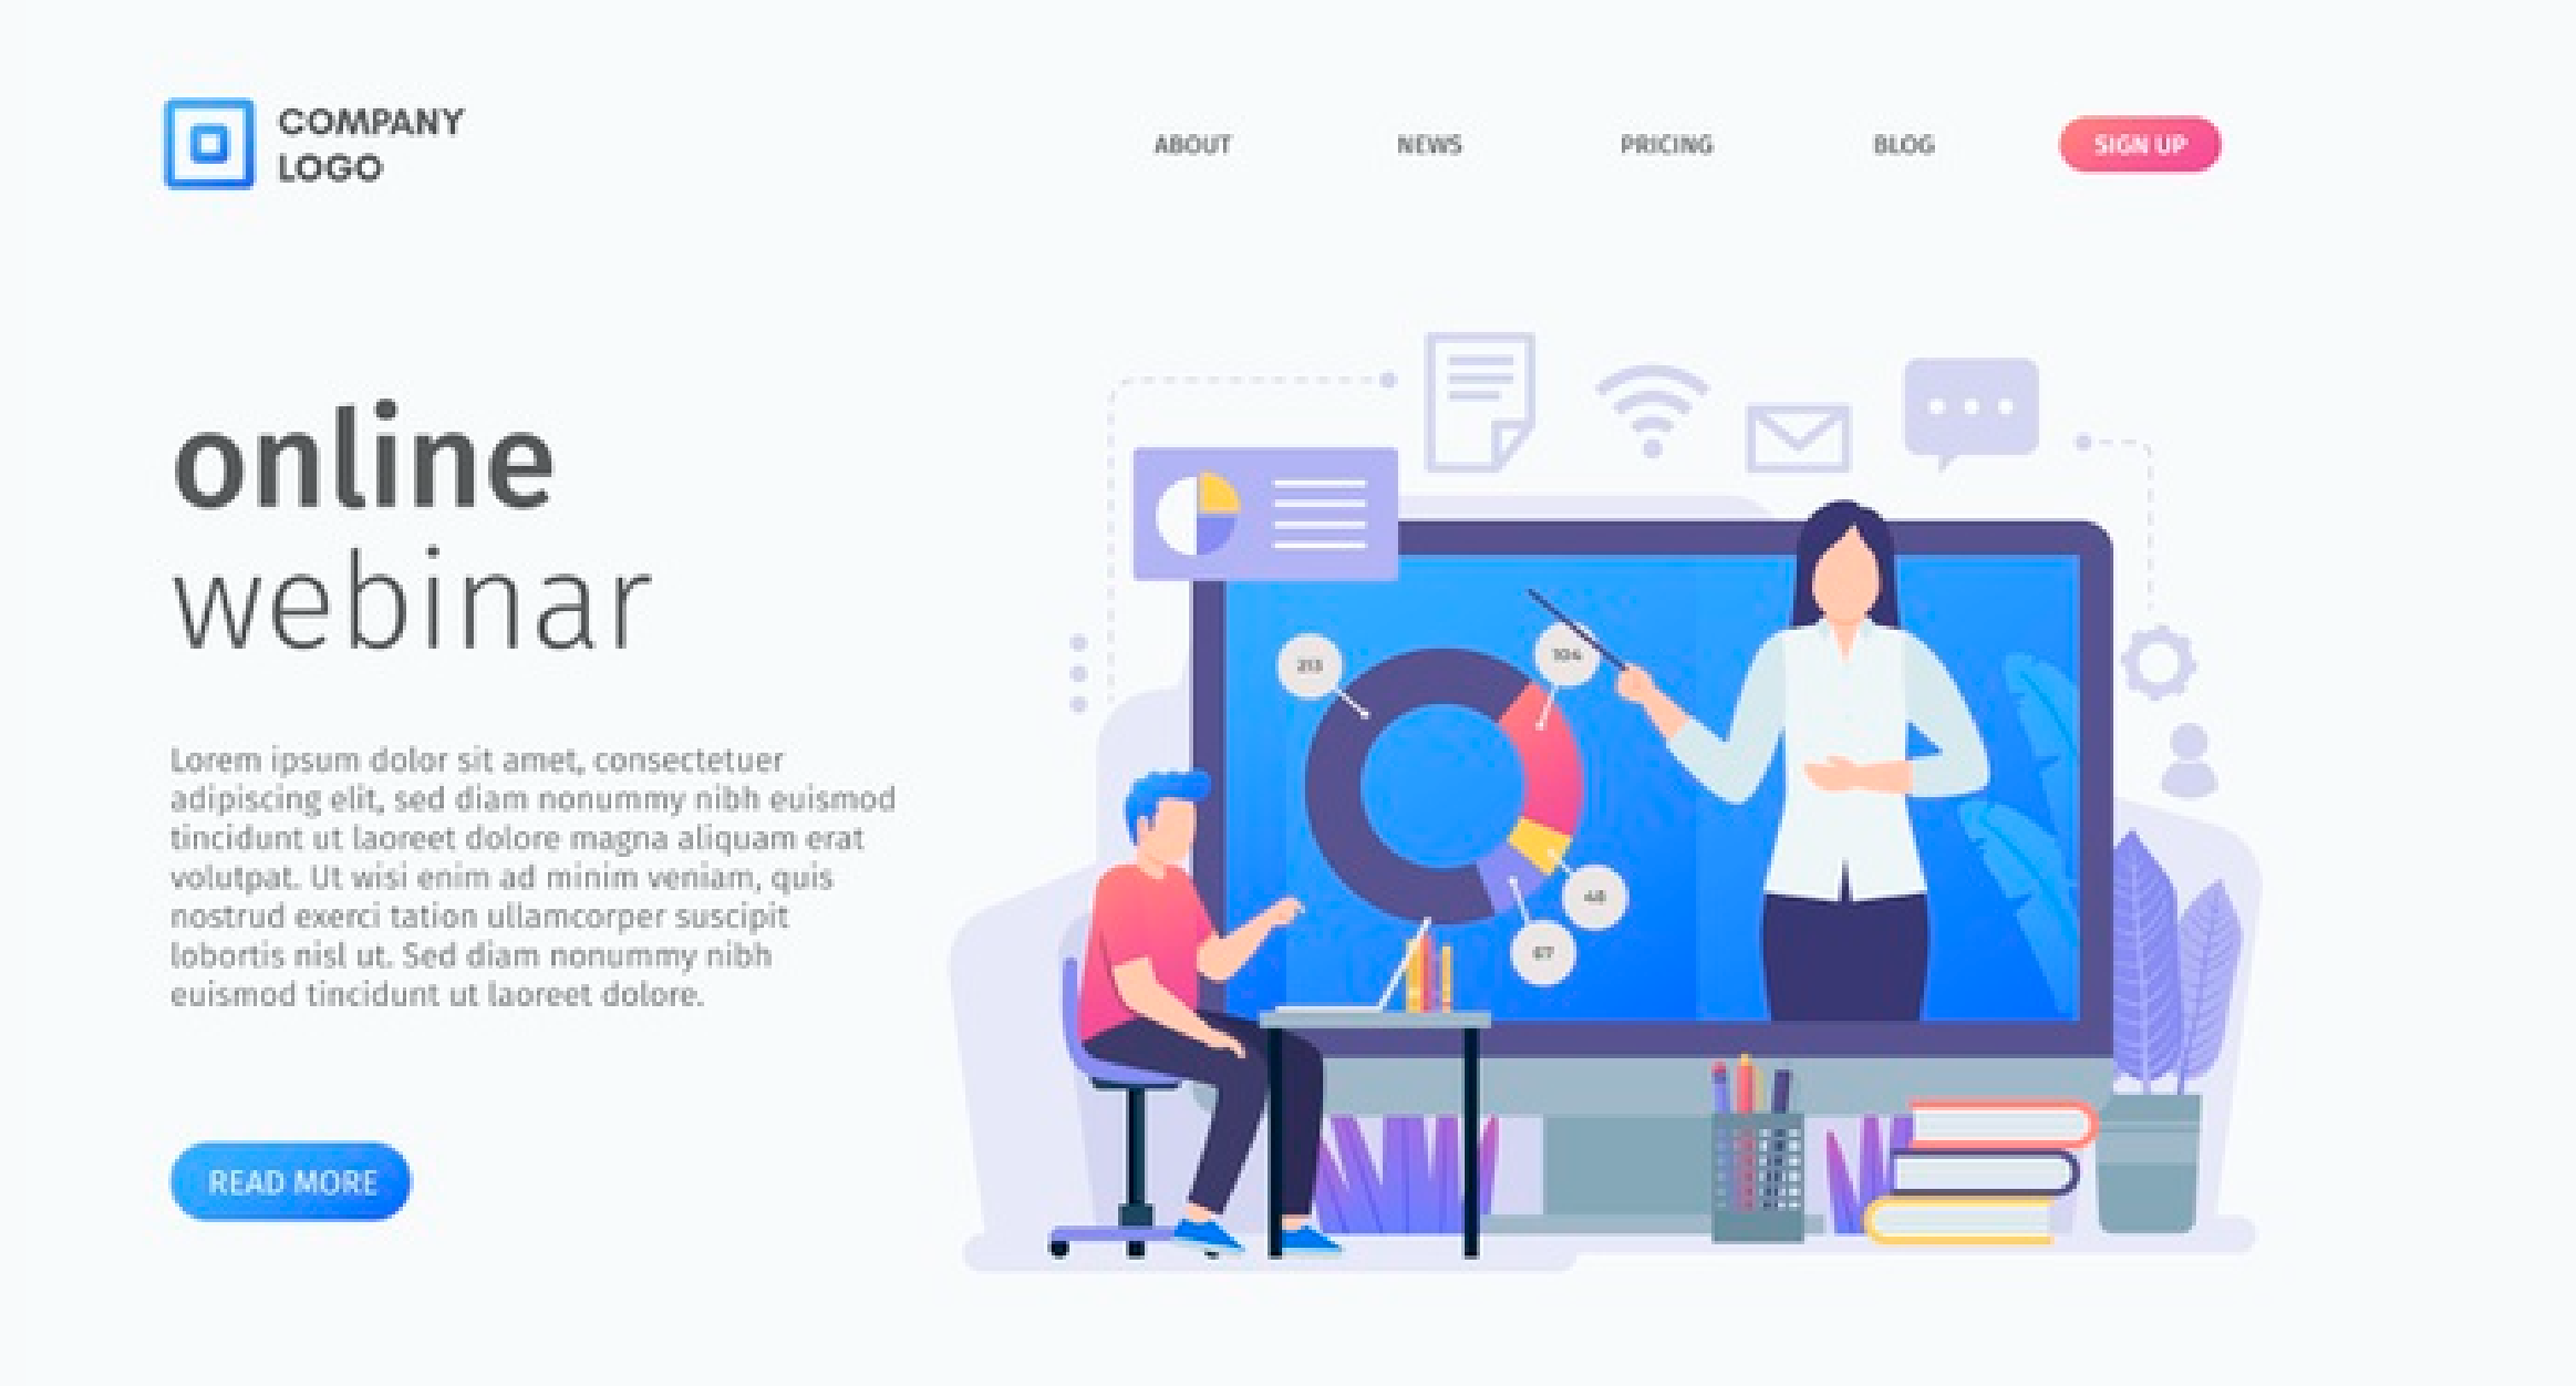 COMPANY
LOGO
ABOUT
NEWS
PRICING
BLOG
SIGN UP
online
webinar
Lorem ipsum dolor sit amet, consectetuer
adipiscing elit, sed diam nonummy nibh euismod
tincidunt ut laoreet dolore magna aliquam erat
volutpat. Ut wisi enim ad minim veniam, quis
nostrud exerci tation ullamcorper suscipit
lobortis nisl ut. Sed diam nonummy nibh
euismod tincidunt ut laoreet dolore.
READ MORE
213
104
67